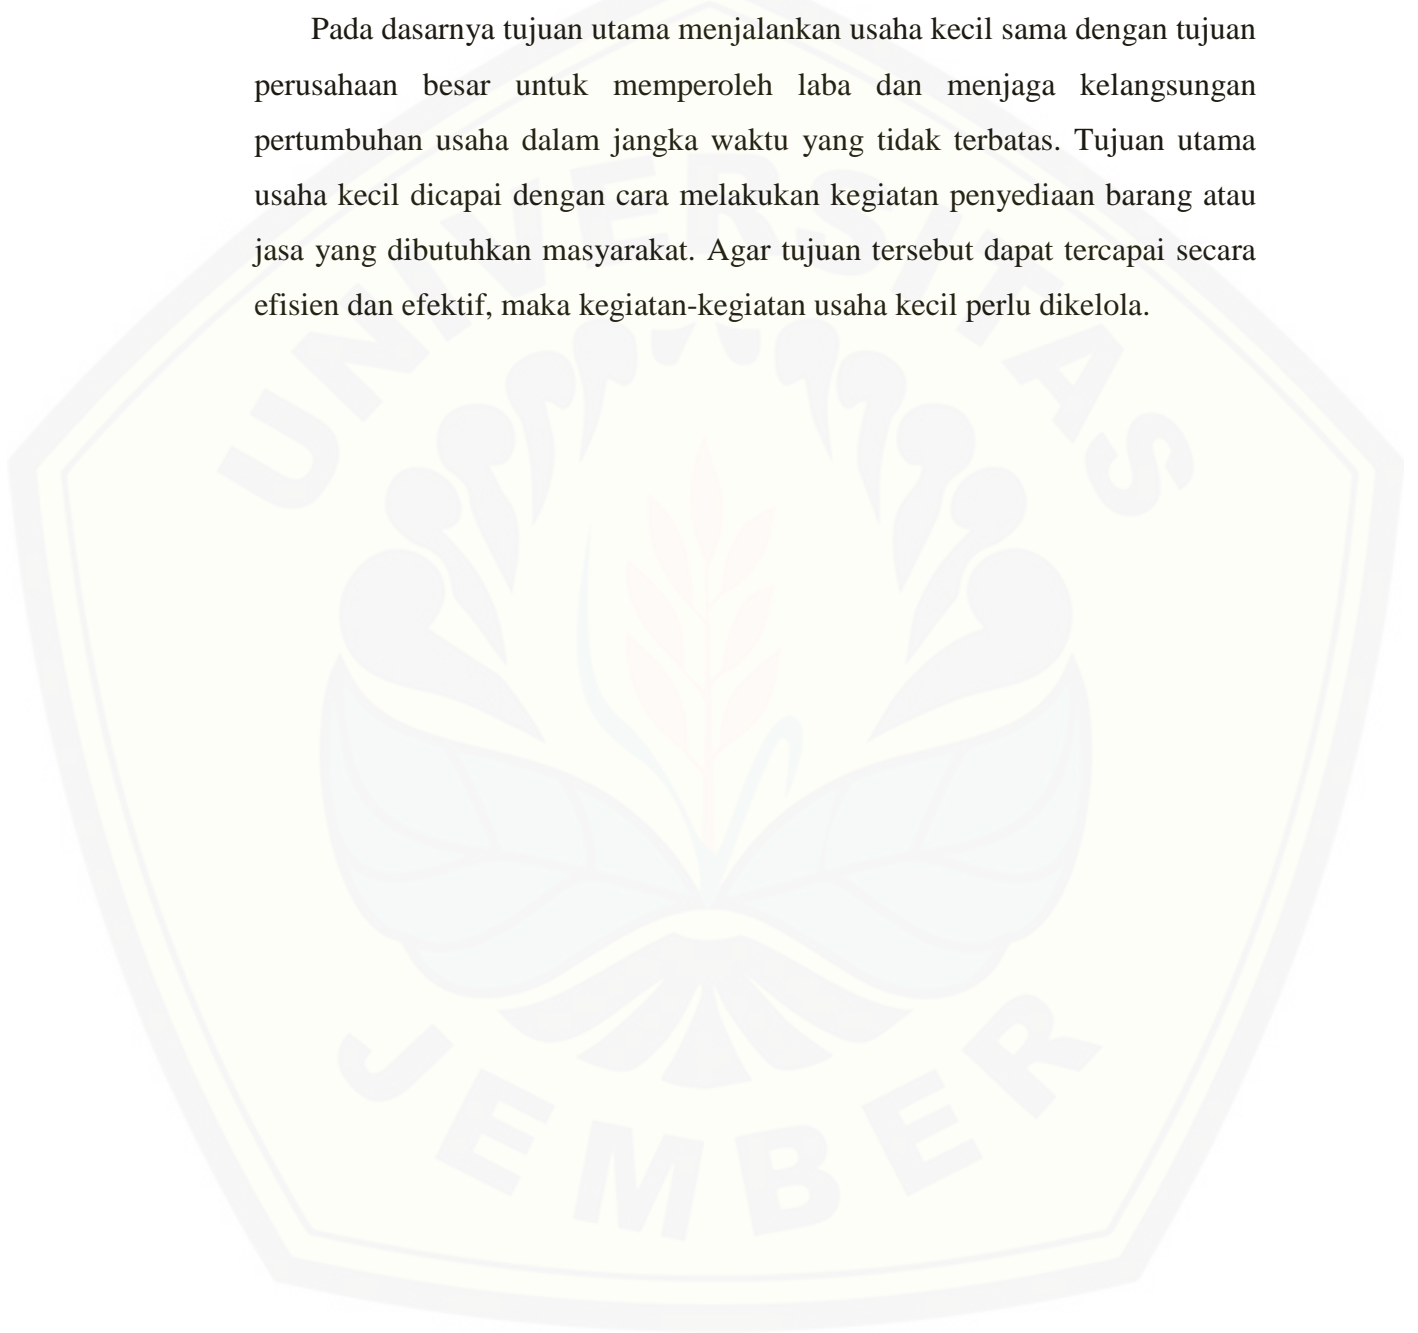 Pada dasarnya tujuan utama menjalankan usaha kecil sama dengan tujuan
perusahaan besar untuk memperoleh laba dan menjaga kelangsungan
pertumbuhan usaha dalam jangka waktu yang tidak terbatas. Tujuan utama
usaha kecil dicapai dengan cara melakukan kegiatan penyediaan barang atau
jasa yang dibutuhkan masyarakat. Agar tujuan tersebut dapat tercapai secara
efisien dan efektif, maka kegiatan-kegiatan usaha kecil perlu dikelola.
UNIVERSITAS
JEMBER